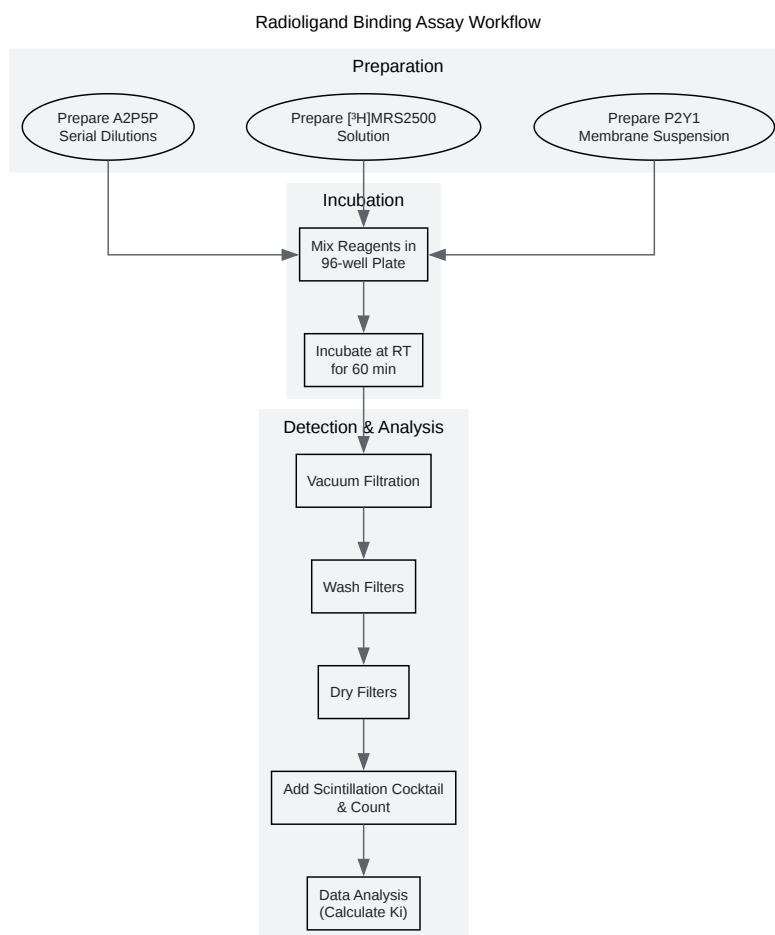 Radioligand Binding Assay Workflow
Preparation
Prepare A2P5P
Serial Dilutions
Prepare [³H]MRS2500
Solution
Prepare P2Y1
Membrane Suspension
Incubation
Mix Reagents in
96-well Plate
Incubate at RT
for 60 min
Detection & Analysis
Vacuum Filtration
Wash Filters
Dry Filters
Add Scintillation Cocktail
& Count
Data Analysis
(Calculate Ki)